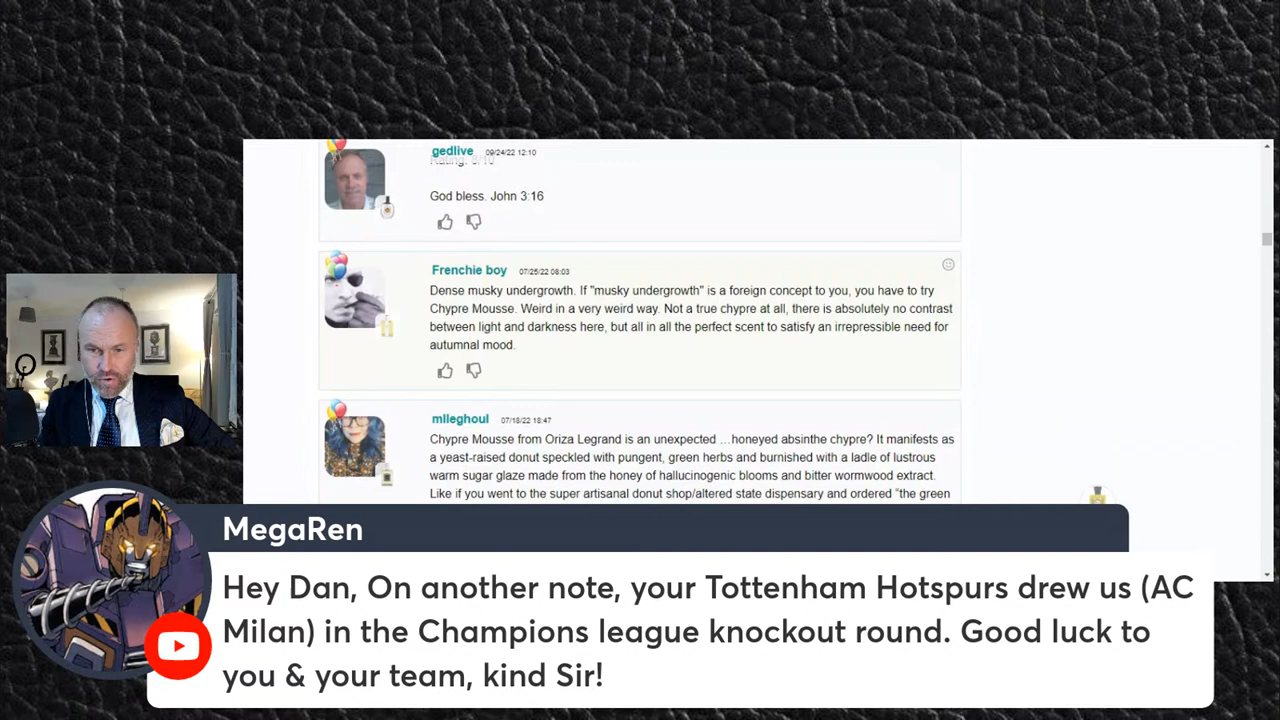 gedlive 09/24/22 12:10
Rating: 8/10
God bless. John 3:16
Frenchie boy 07/25/22 08:03
Dense musky undergrowth. If "musky undergrowth" is a foreign concept to you, you have to try
Chypre Mousse. Weird in a very weird way. Not a true chypre at all, there is absolutely no contrast
between light and darkness here, but all in all the perfect scent to satisfy an irrepressible need for
autumnal mood.
mlleghoul 07/18/22 18:47
Chypre Mousse from Oriza Legrand is an unexpected …honeyed absinthe chypre? It manifests as
a yeast-raised donut speckled with pungent, green herbs and burnished with a ladle of lustrous
warm sugar glaze made from the honey of hallucinogenic blooms and bitter wormwood extract.
Like if you went to the super artisanal donut shop/altered state dispensary and ordered "the green
MegaRen
Hey Dan, On another note, your Tottenham Hotspurs drew us (AC
Milan) in the Champions league knockout round. Good luck to
you & your team, kind Sir!